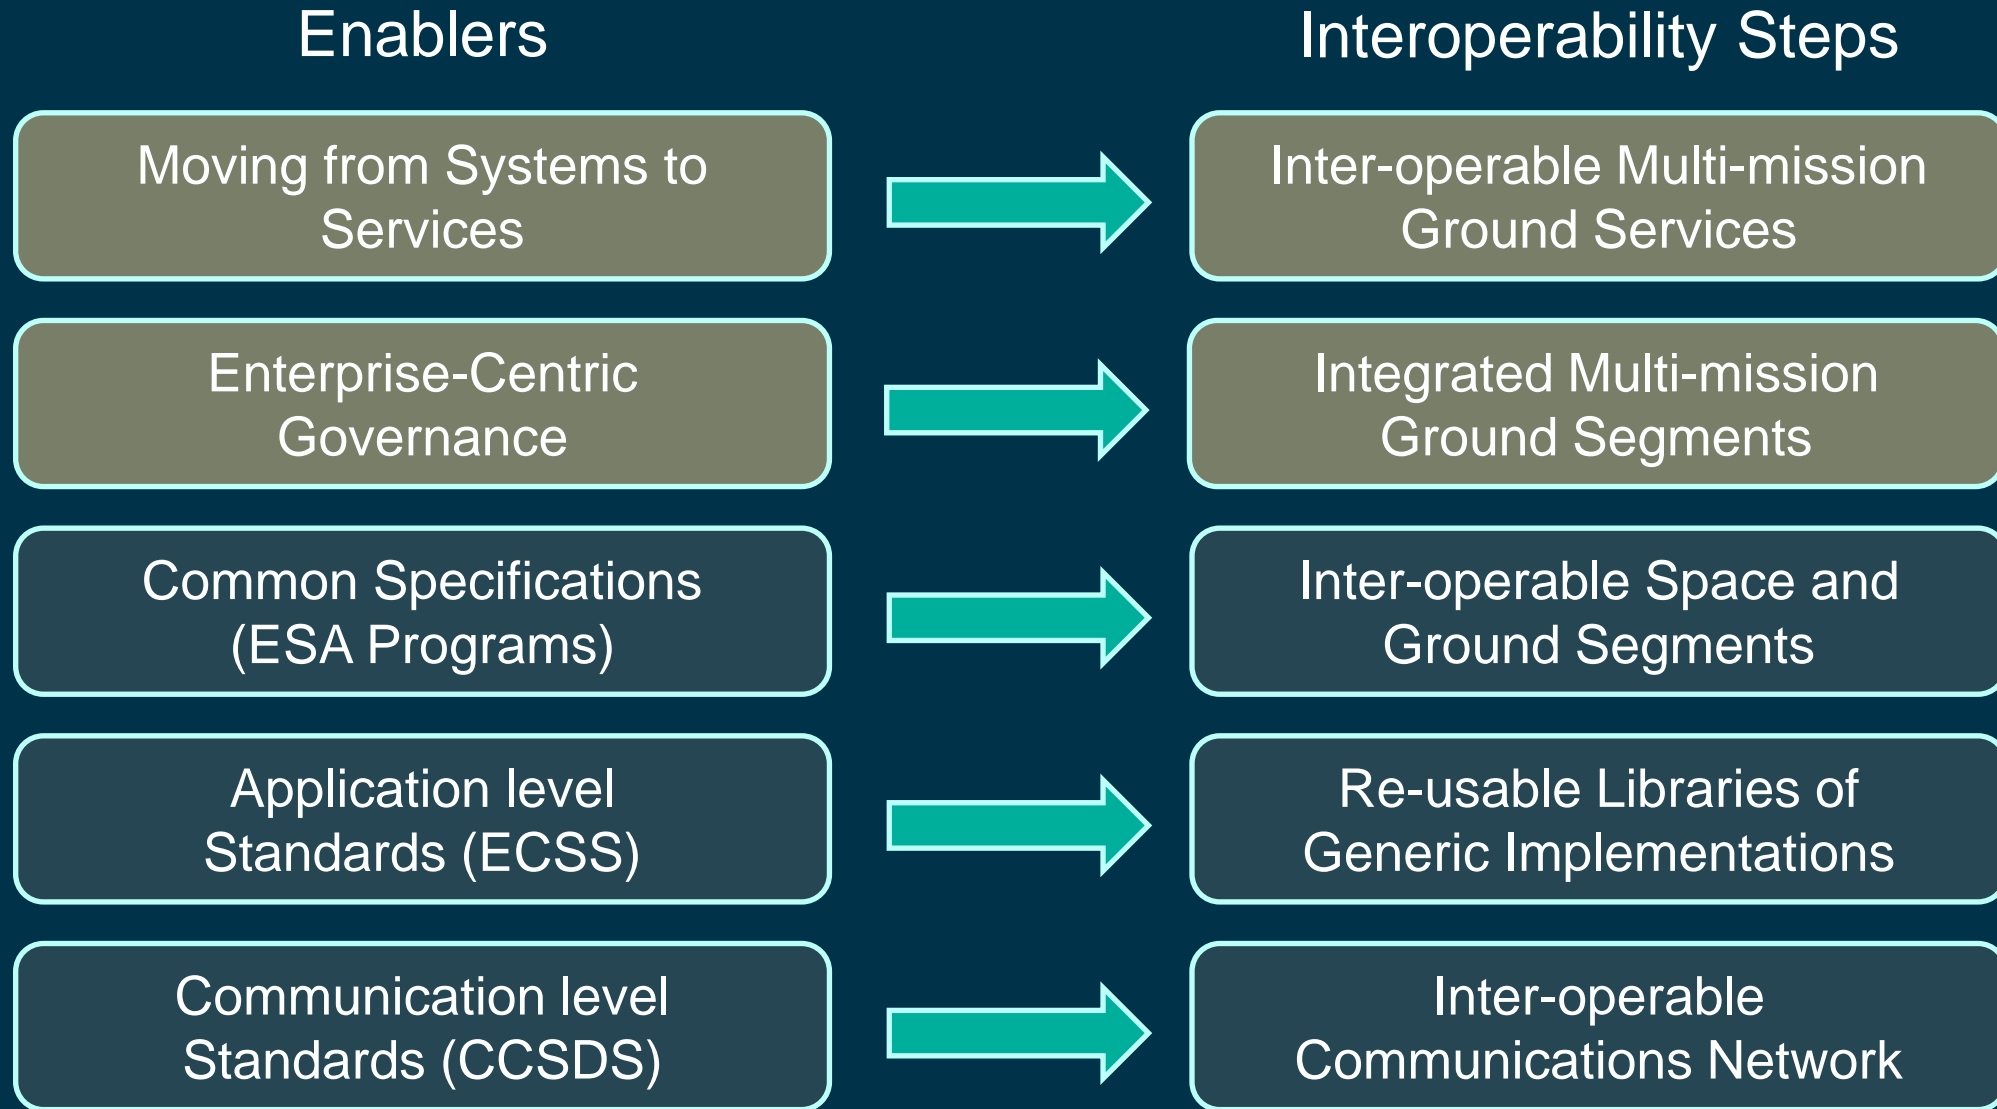 Enablers
Interoperability Steps
Moving from Systems to
Services
Inter-operable Multi-mission
Ground Services
Enterprise-Centric
Governance
Integrated Multi-mission
Ground Segments
Common Specifications
(ESA Programs)
Inter-operable Space and
Ground Segments
Application level
Standards (ECSS)
Re-usable Libraries of
Generic Implementations
Communication level
Standards (CCSDS)
Inter-operable
Communications Network